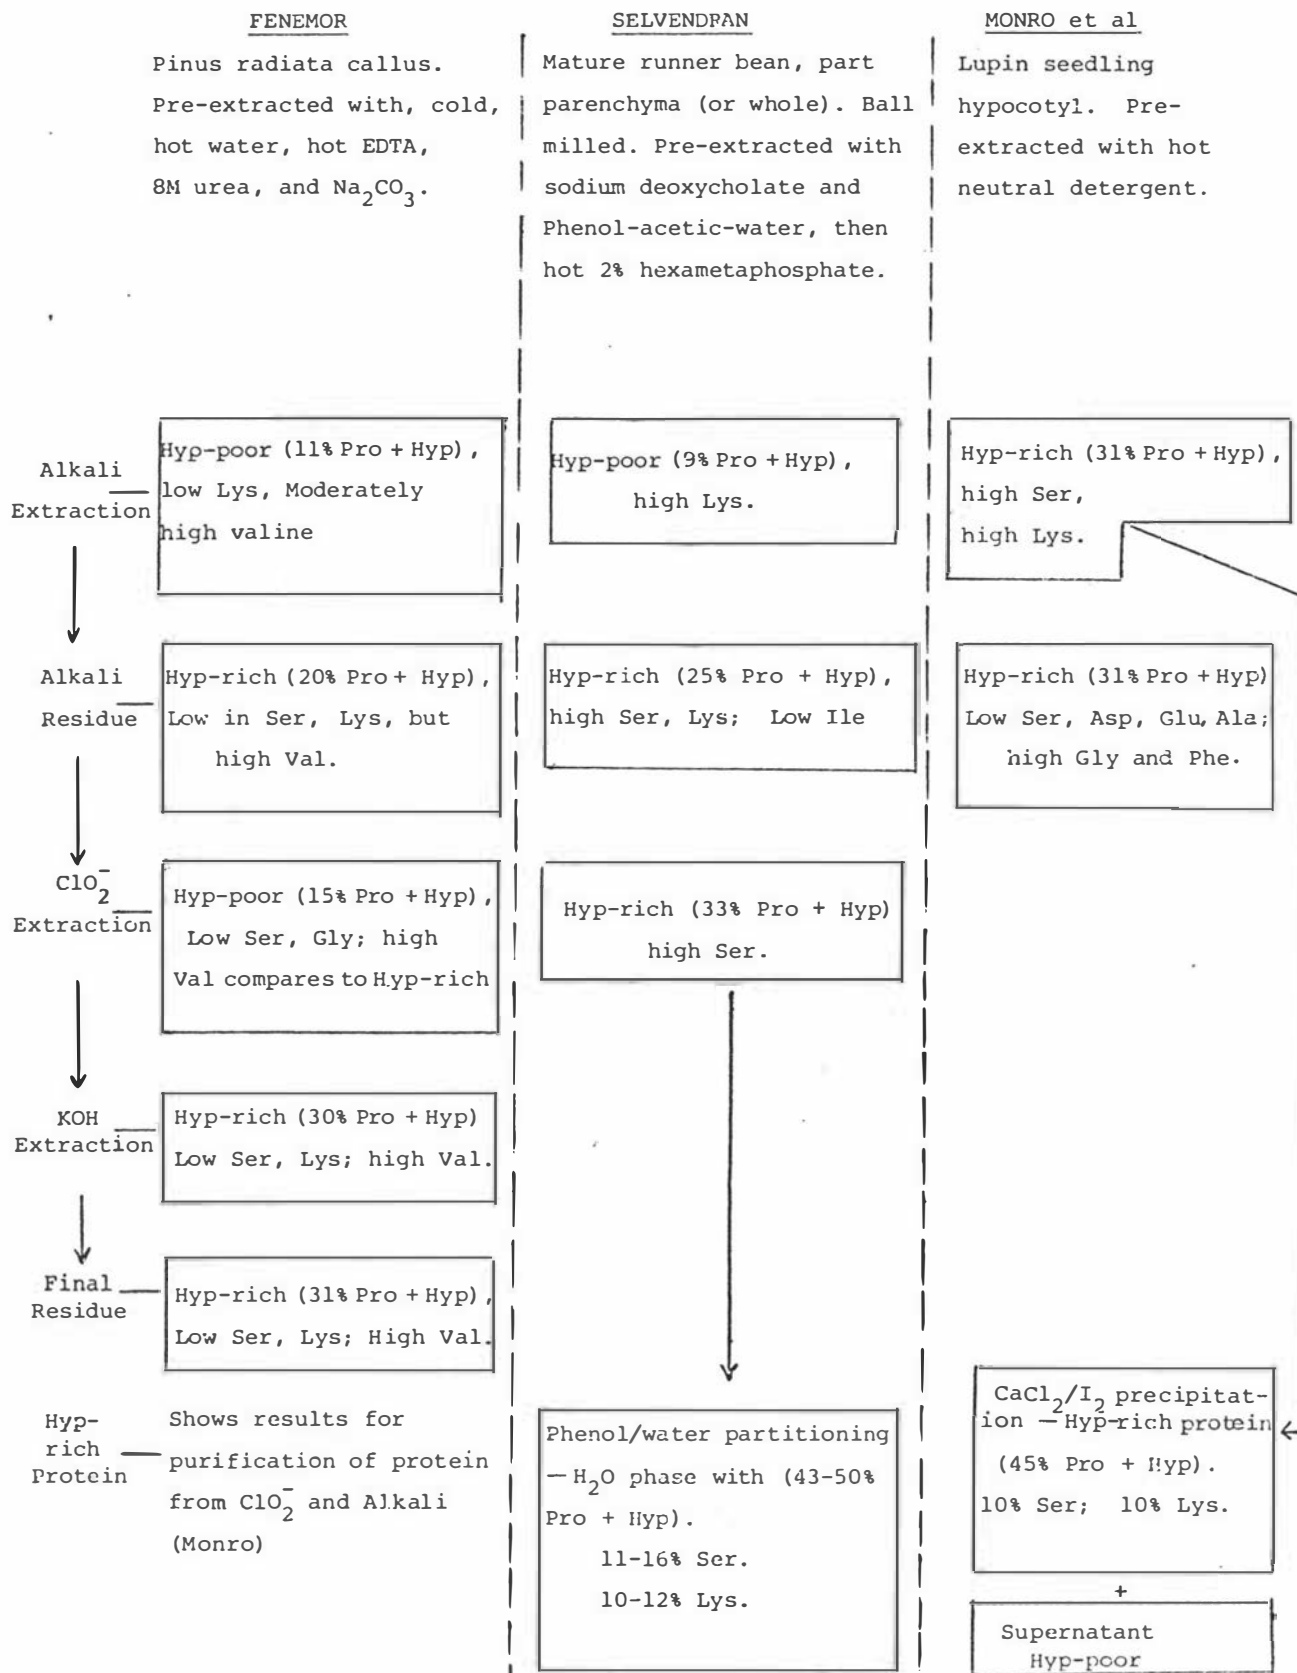 FENEMOR
Pinus radiata callus.
Pre-extracted with, cold,
hot water, hot EDTA,
8M urea, and Na2CO3.
SELVENDPAN
Mature runner bean, part
parenchyma (or whole). Ball
milled. Pre-extracted with
sodium deoxycholate and
Phenol-acetic-water, then
hot 2% hexametaphosphate.
MONRO et al
Lupin seedling
hypocotyl. Pre-
extracted with hot
neutral detergent.
Alkali
Extraction
Hyp-poor (11% Pro + Hyp),
low Lys, Moderately
high valine
Hyp-poor (9% Pro + Hyp),
high Lys.
Hyp-rich (31% Pro + Hyp),
high Ser,
high Lys.
Alkali
Residue
Hyp-rich (20% Pro + Hyp),
Low in Ser, Lys, but
high Val.
Hyp-rich (25% Pro + Hyp),
high Ser, Lys; Low Ile
Hyp-rich (31% Pro + Hyp)
Low Ser, Asp, Glu, Ala;
high Gly and Phe.
ClO2-
Extraction
Hyp-poor (15% Pro + Hyp),
Low Ser, Gly; high
Val compares to Hyp-rich
Hyp-rich (33% Pro + Hyp)
high Ser.
KOH
Extraction
Hyp-rich (30% Pro + Hyp)
Low Ser, Lys; high Val.
Final
Residue
Hyp-rich (31% Pro + Hyp),
Low Ser, Lys; High Val.
Hyp-
rich
Protein
Shows results for
purification of protein
from ClO2- and Alkali
(Monro)
Phenol/water partitioning
— H2O phase with (43-50%
Pro + Hyp).
11-16% Ser.
10-12% Lys.
CaCl2/I2 precipitat-
ion — Hyp-rich protein
(45% Pro + Hyp).
10% Ser; 10% Lys.
+
Supernatant
Hyp-poor